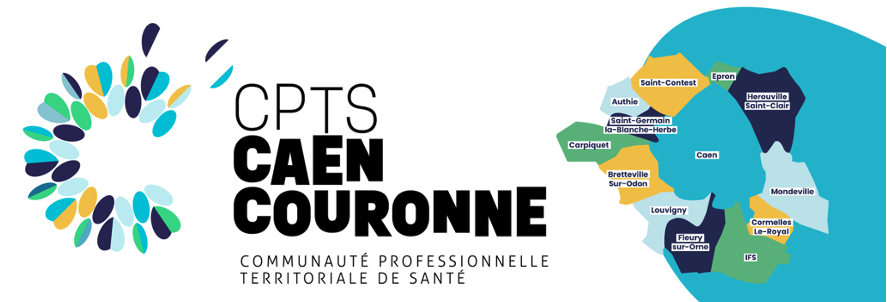 CPTS
CAEN
COURONNE
COMMUNAUTÉ PROFESSIONNELLE
TERRITORIALE DE SANTÉ
Saint-Contest
Epron
Herouville
Saint-Clair
Authie
Saint-Germain
la-Blanche-Herbe
Carpiquet
Caen
Bretteville
Sur-Odon
Mondeville
Louvigny
Cormelles
Le-Royal
Fleury
sur-Orne
IFS